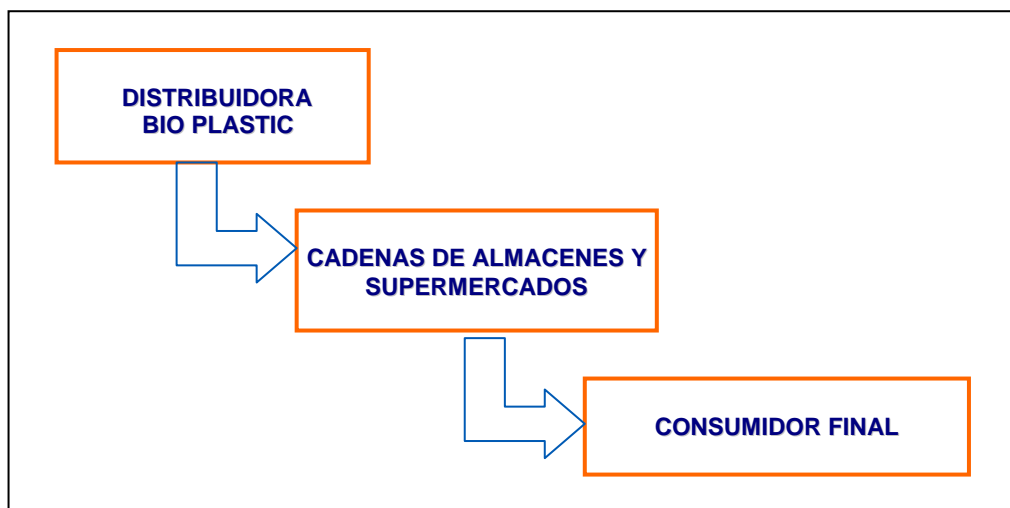 DISTRIBUIDORA
BIO PLASTIC
CADENAS DE ALMACENES Y
SUPERMERCADOS
CONSUMIDOR FINAL